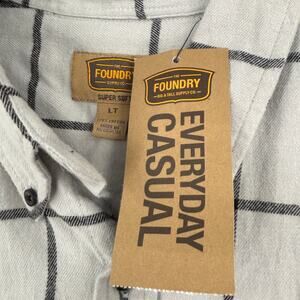 THE
FOUNDRY
SUPPLY CO.
SUPER SOFT
LT
THE
FOUNDRY
BIG & TALL SUPPLY CO.
EVERYDAY
CASUAL